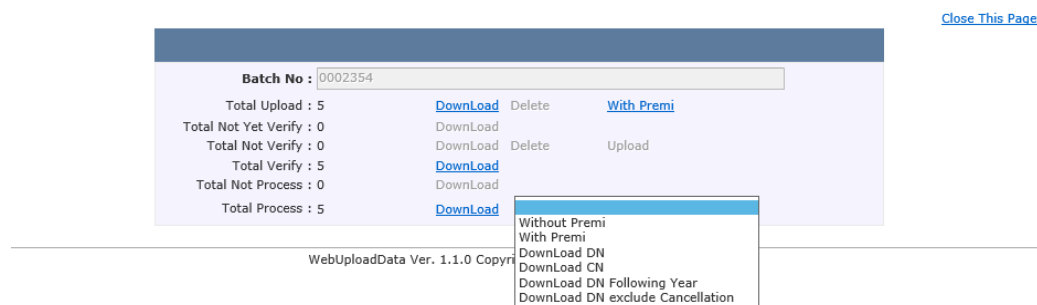 Close This Page
Batch No : 0002354
Total Upload : 5 DownLoad Delete With Premi
Total Not Yet Verify : 0 DownLoad
Total Not Verify : 0 DownLoad Delete Upload
Total Verify : 5 DownLoad
Total Not Process : 0 DownLoad
Total Process : 5 DownLoad
Without Premi
With Premi
DownLoad DN
DownLoad CN
DownLoad DN Following Year
DownLoad DN exclude Cancellation
WebUploadData Ver. 1.1.0 Copyri